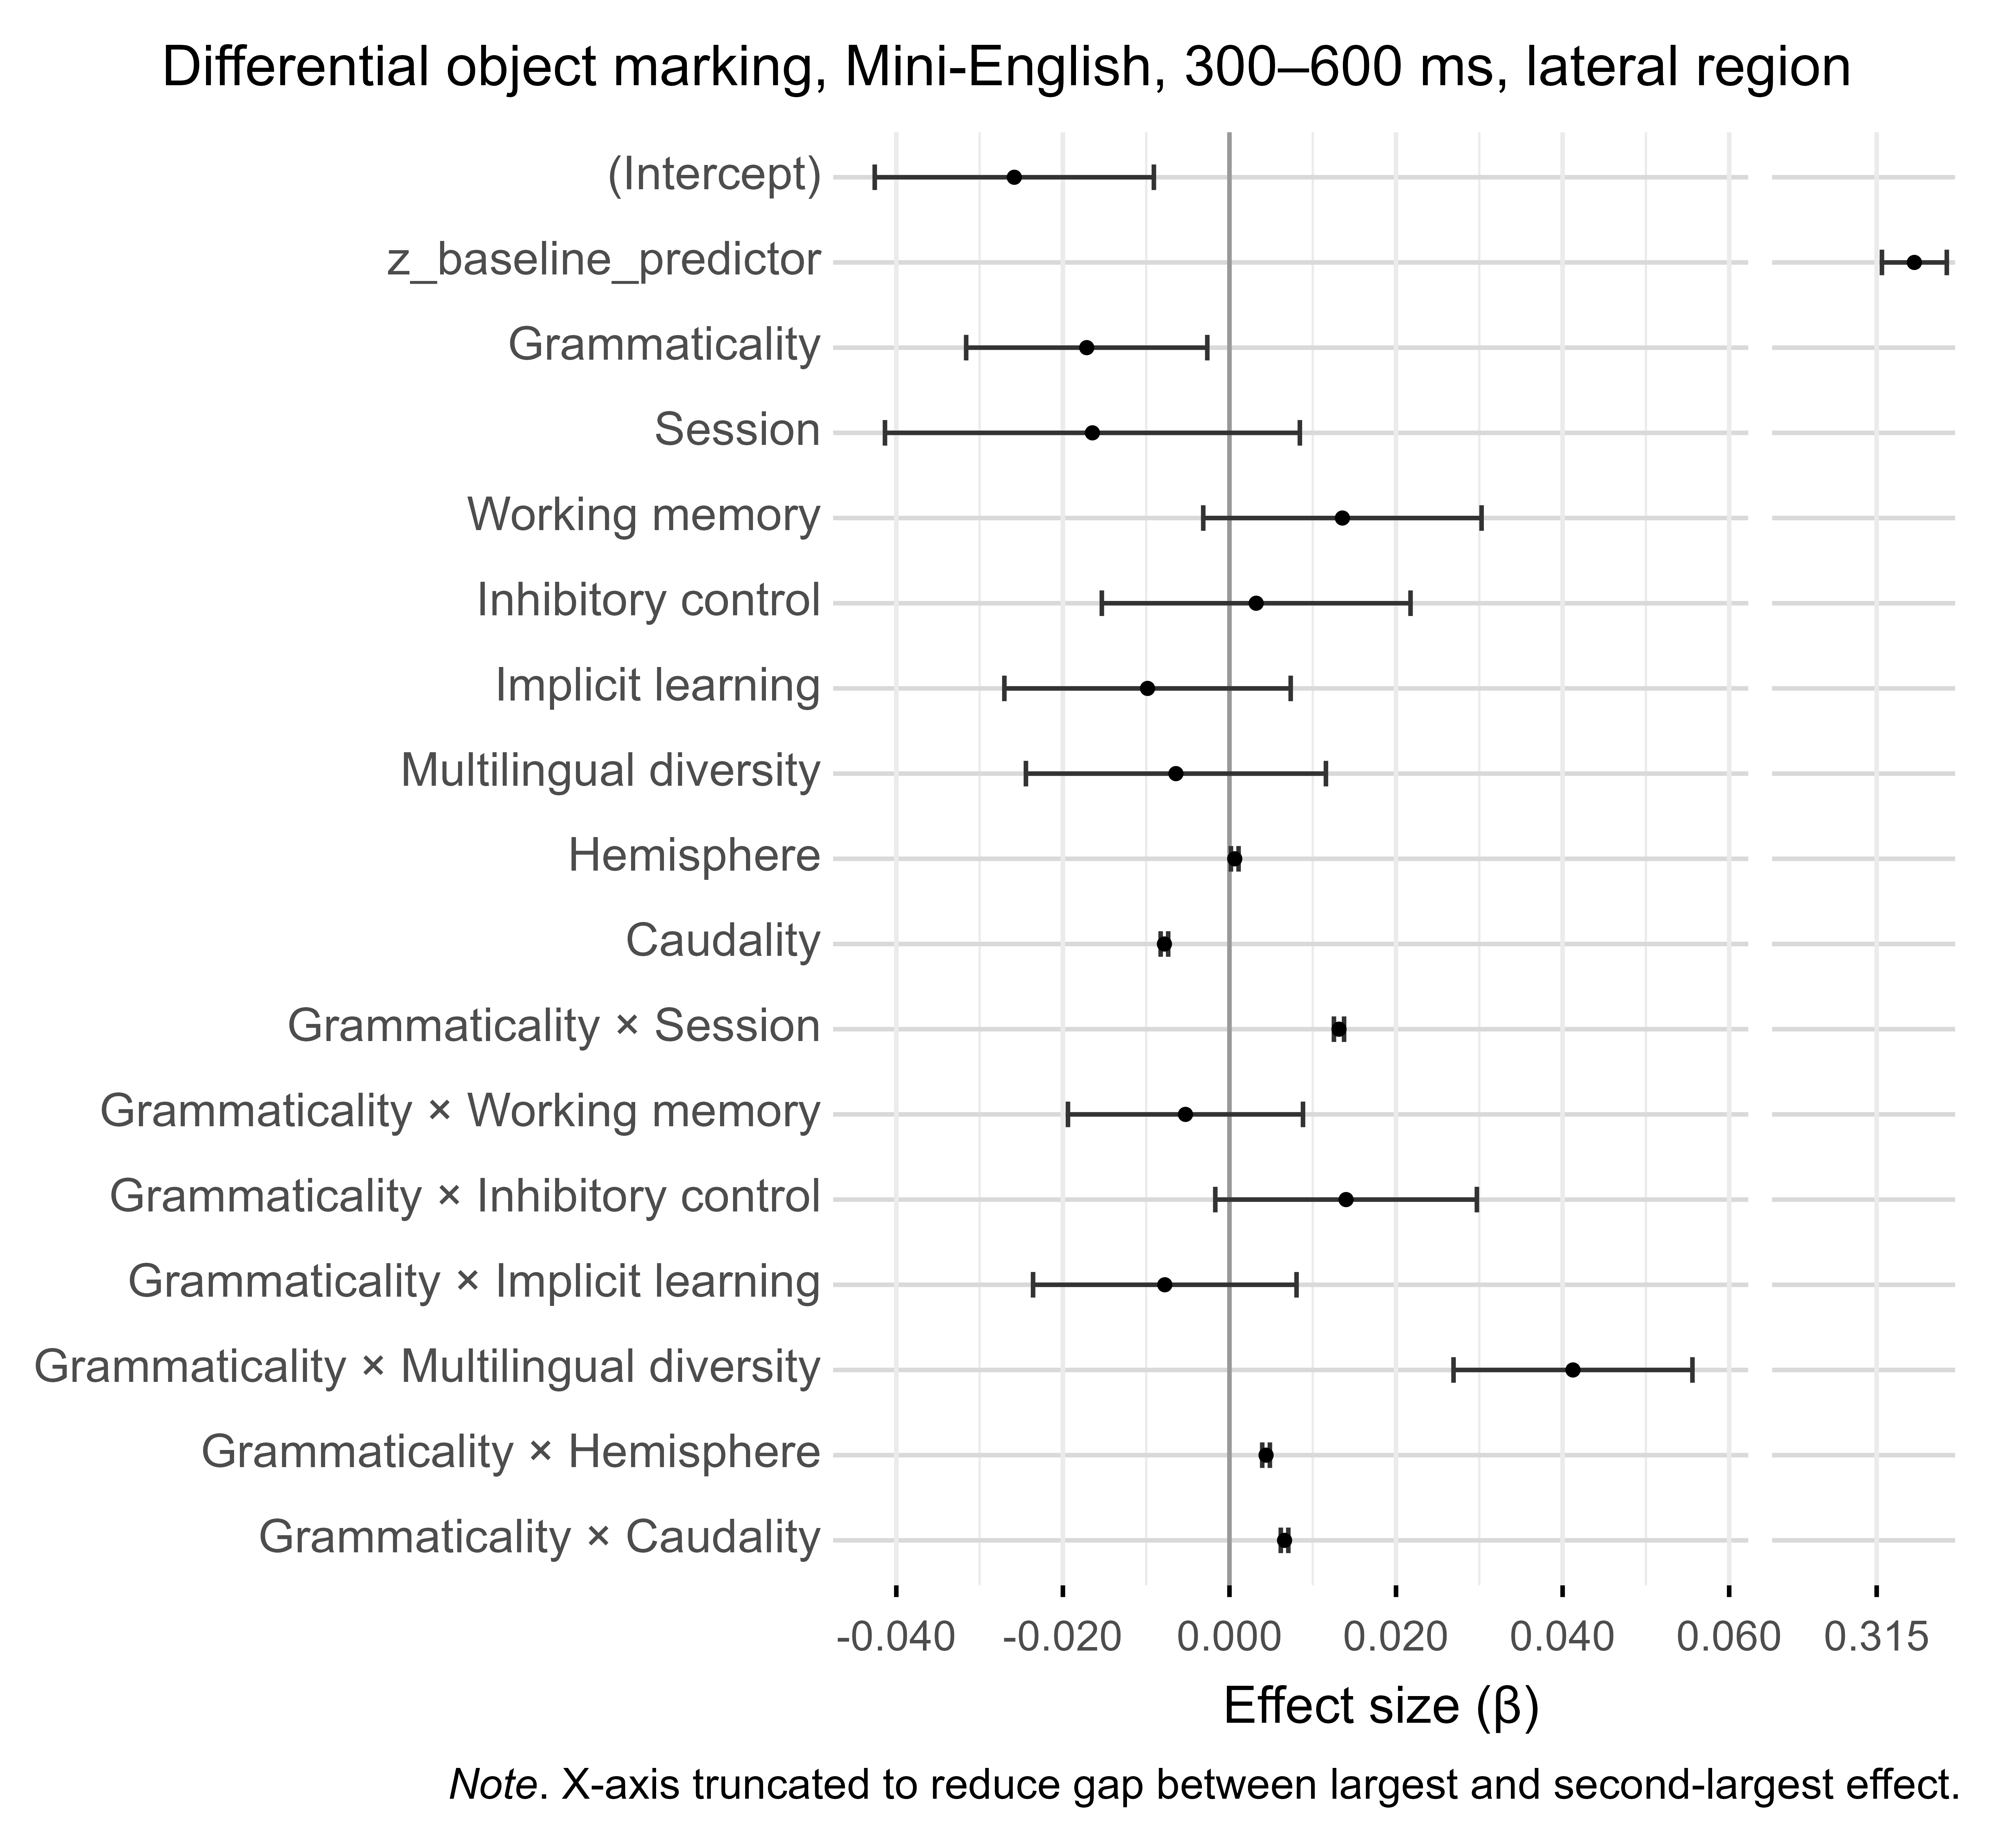 Differential object marking, Mini-English, 300–600 ms, lateral region
(Intercept)
z_baseline_predictor
Grammaticality
Session
Working memory
Inhibitory control
Implicit learning
Multilingual diversity
Hemisphere
Caudality
Grammaticality × Session
Grammaticality × Working memory
Grammaticality × Inhibitory control
Grammaticality × Implicit learning
Grammaticality × Multilingual diversity
Grammaticality × Hemisphere
Grammaticality × Caudality
-0.040 -0.020 0.000 0.020 0.040 0.060 0.315
Effect size (β)
Note. X-axis truncated to reduce gap between largest and second-largest effect.